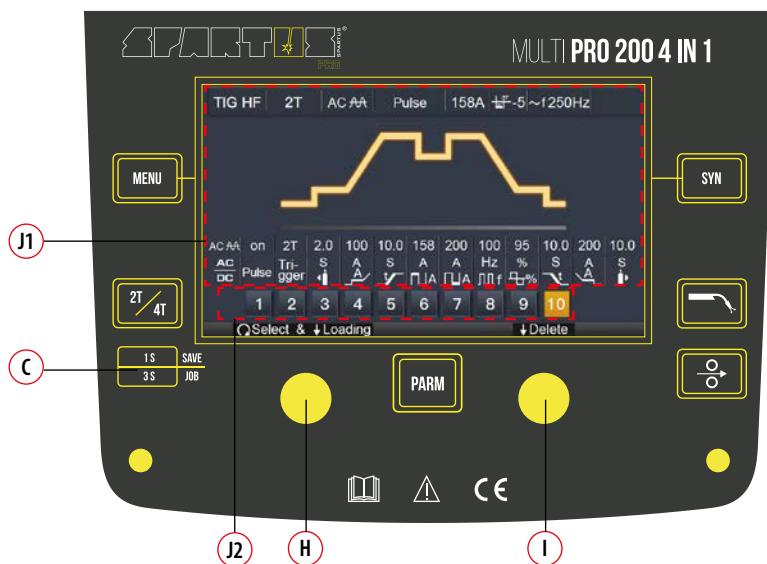 SPARTUS®
SPARTUS
PRO
MULTI PRO 200 4 IN 1
TIG HF 2T AC Pulse 158A -5 ~f250Hz
MENU
SYN
J1
AC on 2T 2.0 100 10.0 158 200 100 95 10.0 200 10.0
AC DC Pulse Tri-gger S A S A A Hz % S A S
A A f %
1 2 3 4 5 6 7 8 9 10
Select & ↓Loading ↓Delete
2T/4T
C
1 S SAVE
3 S JOB
PARM
CE
J2 H I